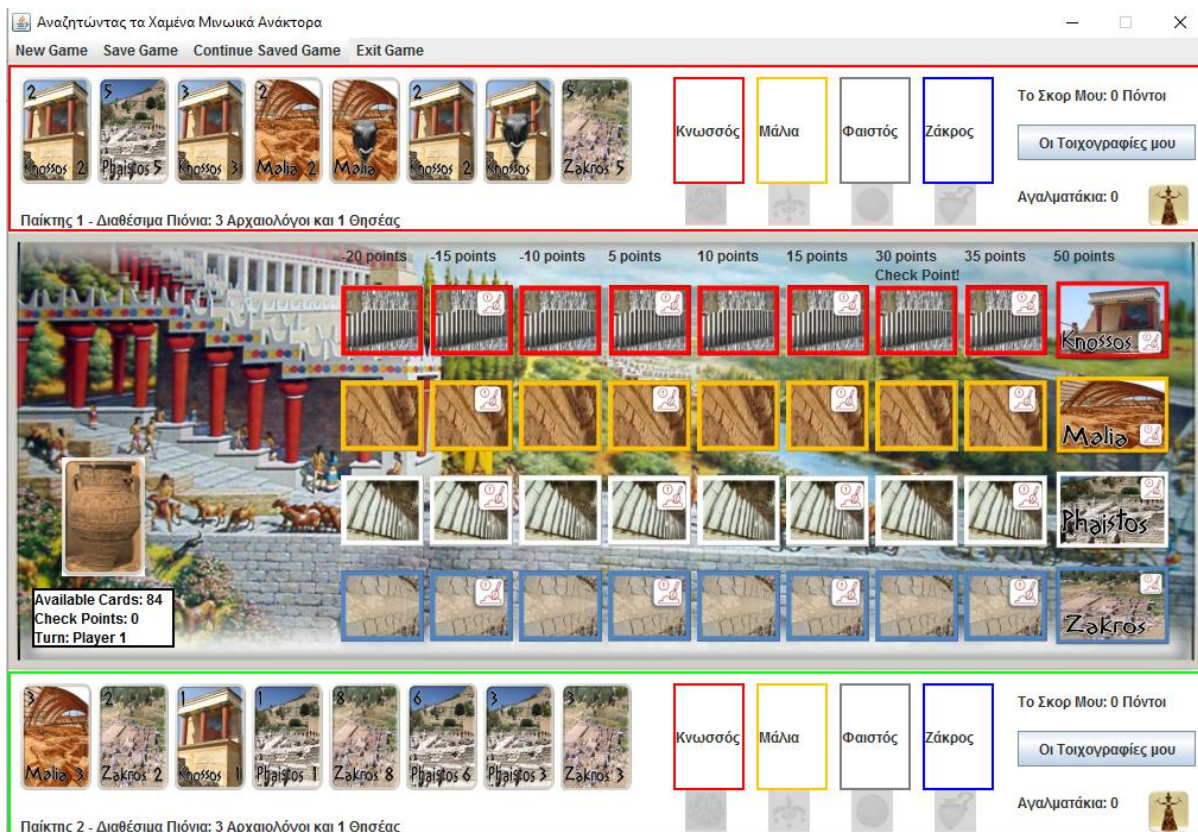 Αναζητώντας τα Χαμένα Μινωικά Ανάκτορα
New Game Save Game Continue Saved Game Exit Game
2 5 3 2 2 5
Knossos 2 Phaistos 5 Knossos 3 Malia 2 Malia Knossos 2 Knossos Zakros 5
Κνωσσός Μάλια Φαιστός Ζάκρος
Το Σκορ Μου: 0 Πόντοι
Οι Τοιχογραφίες μου
Αγαλματάκια: 0
Παίκτης 1 - Διαθέσιμα Πιόνια: 3 Αρχαιολόγοι και 1 Θησέας
-20 points -15 points -10 points 5 points 10 points 15 points 30 points 35 points 50 points
Check Point!
Knossos
Malia
Phaistos
Zakros
Available Cards: 84
Check Points: 0
Turn: Player 1
3 2 1 1 8 6 3 3
Malia 3 Zakros 2 Knossos 1 Phaistos 1 Zakros 8 Phaistos 6 Phaistos 3 Zakros 3
Κνωσσός Μάλια Φαιστός Ζάκρος
Το Σκορ Μου: 0 Πόντοι
Οι Τοιχογραφίες μου
Αγαλματάκια: 0
Παίκτης 2 - Διαθέσιμα Πιόνια: 3 Αρχαιολόγοι και 1 Θησέας